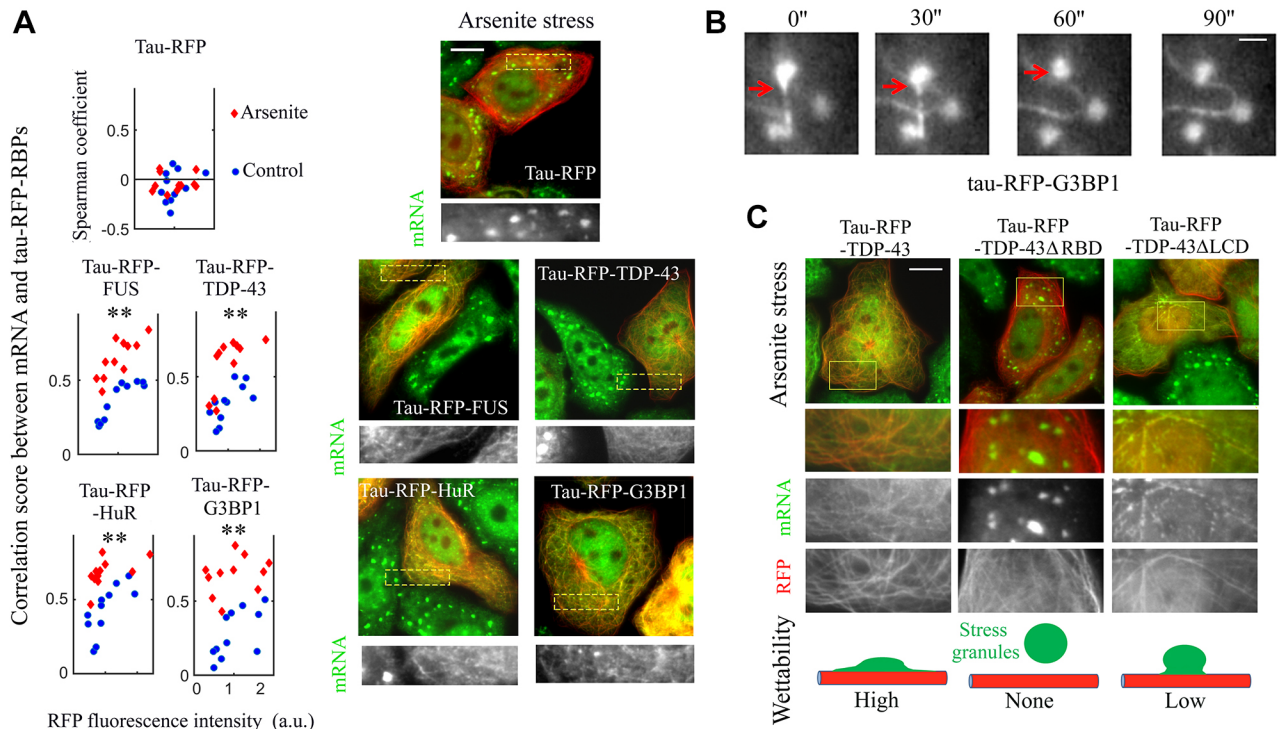 A
Correlation score between mRNA and tau-RFP-RBPs
Tau-RFP
Spearman coefficient
0.5
0
-0.5
Arsenite
Control
Tau-RFP-
FUS
**
0.5
0
Tau-RFP-
TDP-43
**
0.5
0
Tau-RFP
-HuR
**
0.5
0
Tau-RFP-
G3BP1
**
0.5
0
0 1 2
RFP fluorescence intensity (a.u.)
Arsenite stress
Tau-RFP
mRNA
Tau-RFP-FUS
Tau-RFP-TDP-43
mRNA
Tau-RFP-HuR
Tau-RFP-G3BP1
mRNA
B
0" 30" 60" 90"
tau-RFP-G3BP1
C
Tau-RFP
-TDP-43
Tau-RFP
-TDP-43ΔRBD
Tau-RFP
-TDP-43ΔLCD
Arsenite stress
mRNA
RFP
Wettability
Stress
granules
High None Low